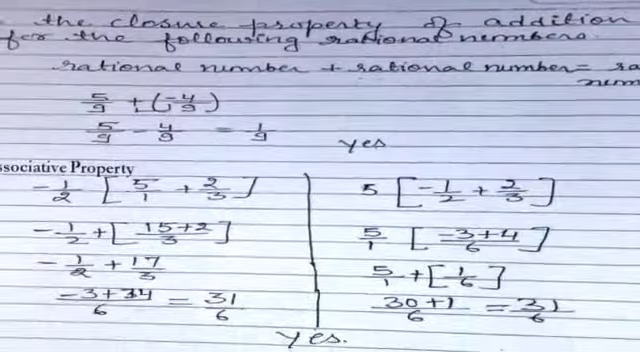 the closure property of addition
for the following rational numbers.
rational number + rational number = ra
num
5/9 + (-4/9)
5/9 - 4/9 = 1/9
yes
ssociative Property
-1/2 [5/1 + 2/3]
5 [-1/2 + 2/3]
-1/2 + [15+2/3]
5/1 [-3+4/6]
-1/2 + 17/3
5/1 + [1/6]
-3+34/6 = 31/6
30+1/6 = 31/6
yes.